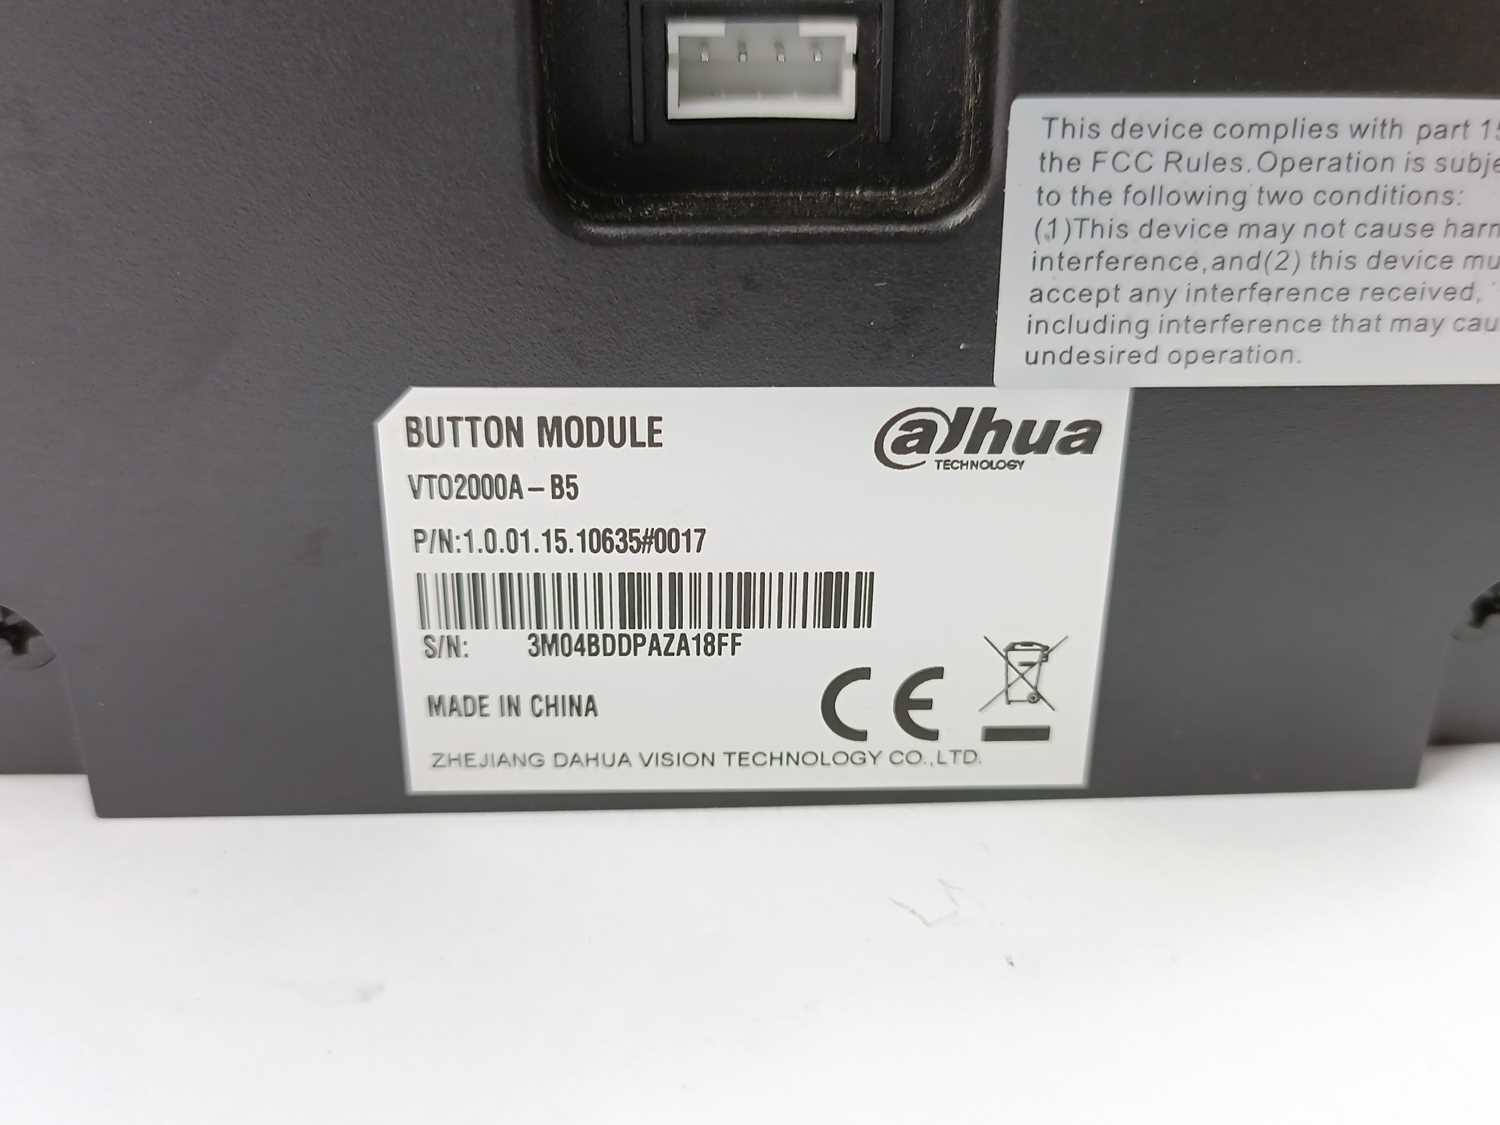 This device complies with part 15
the FCC Rules.Operation is subje
to the following two conditions:
(1)This device may not cause harm
interference,and(2) this device mu
accept any interference received,
including interference that may cau
undesired operation.
BUTTON MODULE
alhua
TECHNOLOGY
VTO2000A-B5
P/N:1.0.01.15.10635#0017
S/N: 3M04BDDPAZA18FF
MADE IN CHINA
CE
ZHEJIANG DAHUA VISION TECHNOLOGY CO.,LTD.